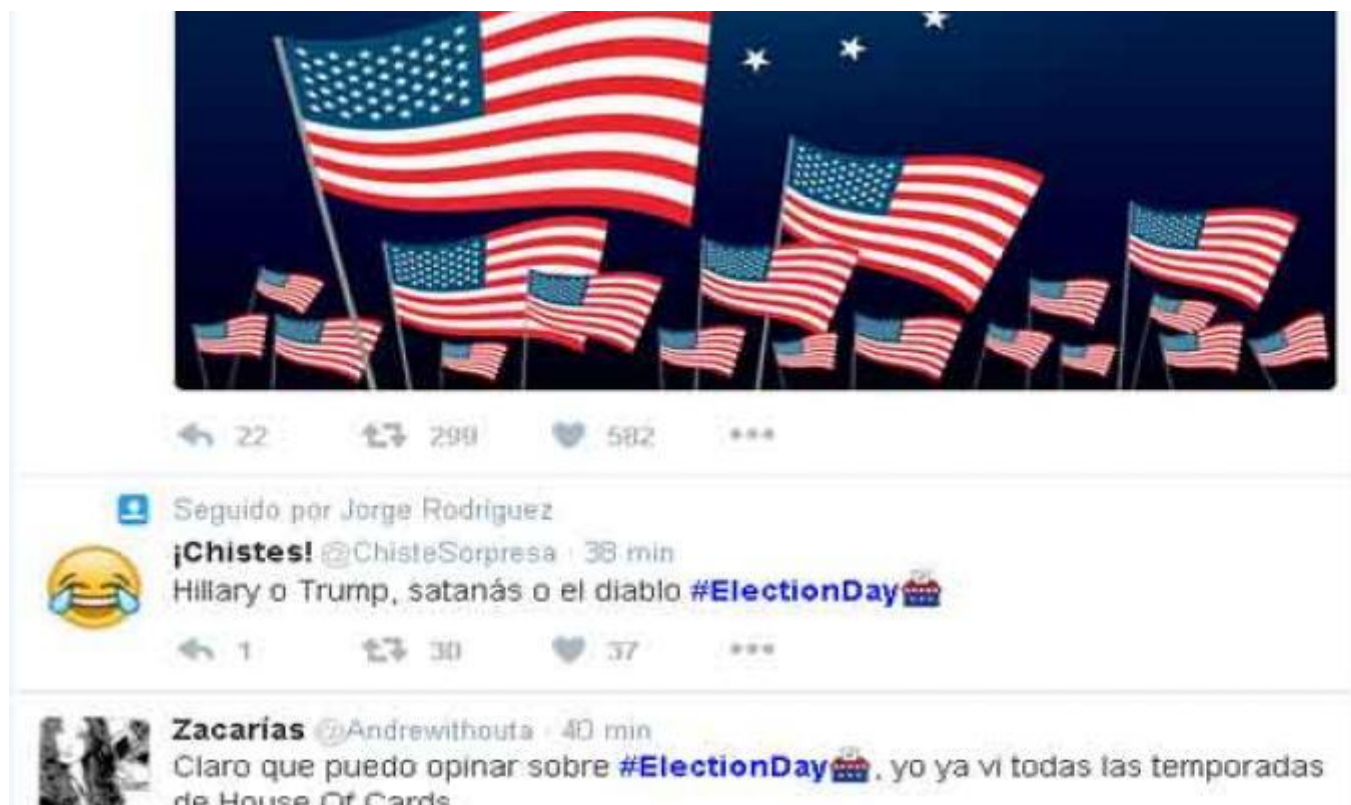 22 299 582
Seguido por Jorge Rodríguez
¡Chistes! @ChisteSorpresa · 38 min
Hillary o Trump, satanás o el diablo #ElectionDay
1 30 37
Zacarías @Andrewithouta · 40 min
Claro que puedo opinar sobre #ElectionDay, yo ya vi todas las temporadas
de House Of Cards